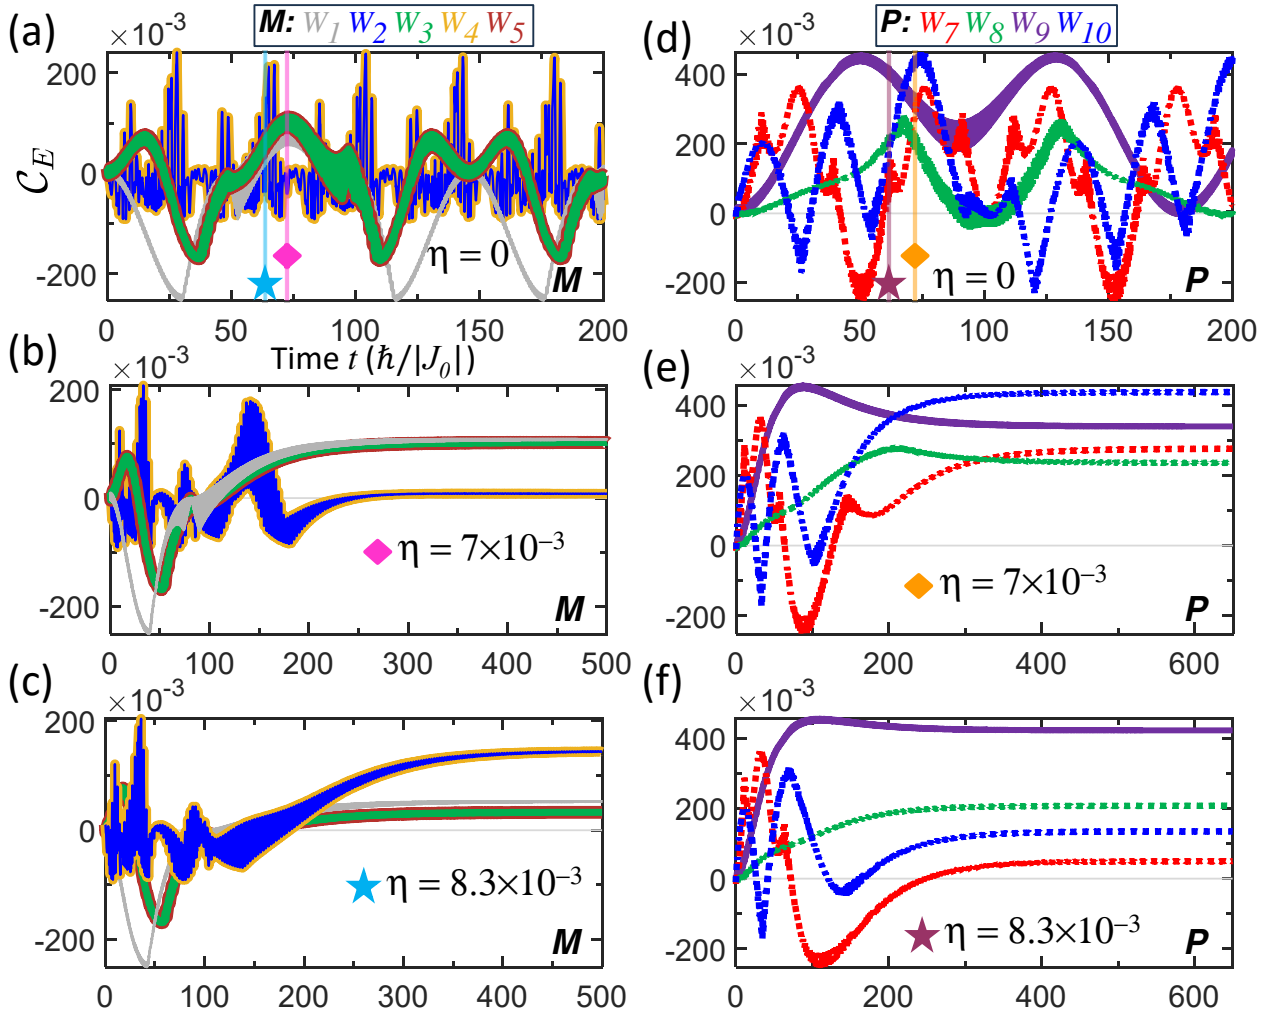 (a)
×10⁻³
M: W₁ W₂ W₃ W₄ W₅
200
0
-200
C_E
η = 0
M
0 50 100 150 200
Time t (ħ/|J₀|)
(d)
×10⁻³
P: W₇ W₈ W₉ W₁₀
400
200
0
-200
η = 0
P
0 50 100 150 200
(b)
×10⁻³
200
0
-200
η = 7×10⁻³
M
0 100 200 300 400 500
(e)
×10⁻³
400
200
0
-200
η = 7×10⁻³
P
0 200 400 600
(c)
×10⁻³
200
0
-200
η = 8.3×10⁻³
M
0 100 200 300 400 500
(f)
×10⁻³
400
200
0
-200
η = 8.3×10⁻³
P
0 200 400 600